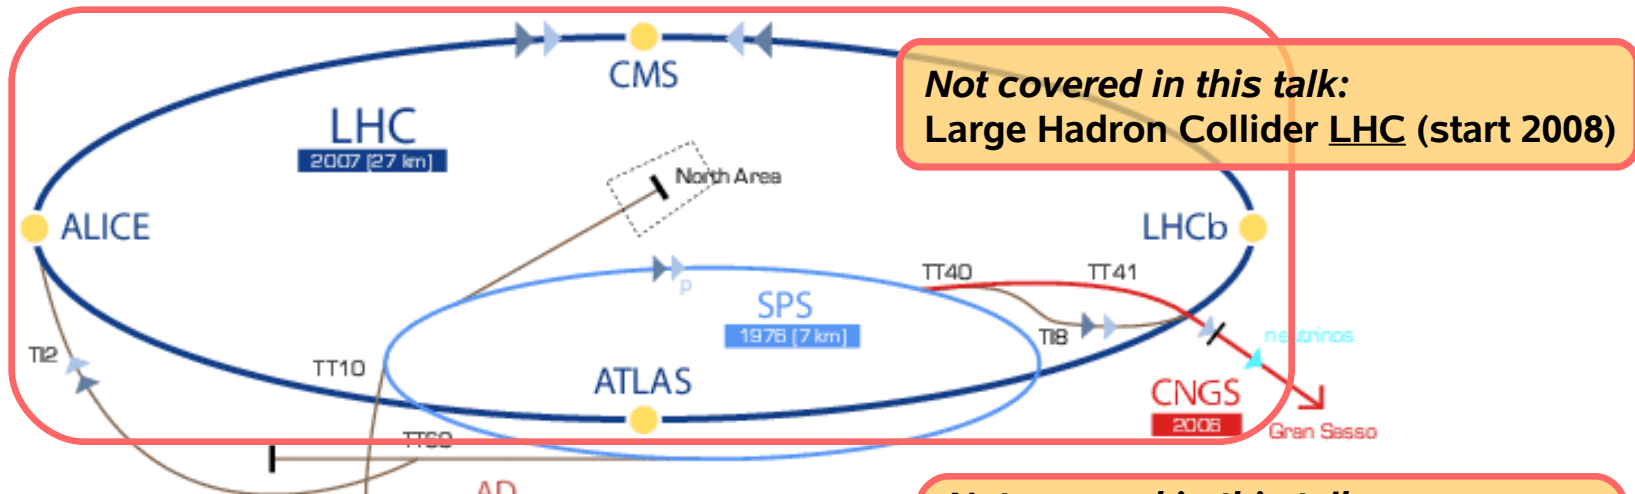 CMS
Not covered in this talk:
Large Hadron Collider LHC (start 2008)
LHC
2007 [27 km]
North Area
ALICE
LHCb
TT40
TT41
p
SPS
1976 [7 km]
TI8
neutrinos
TI2
TT10
ATLAS
CNGS
2006
Gran Sasso
TT60
AD